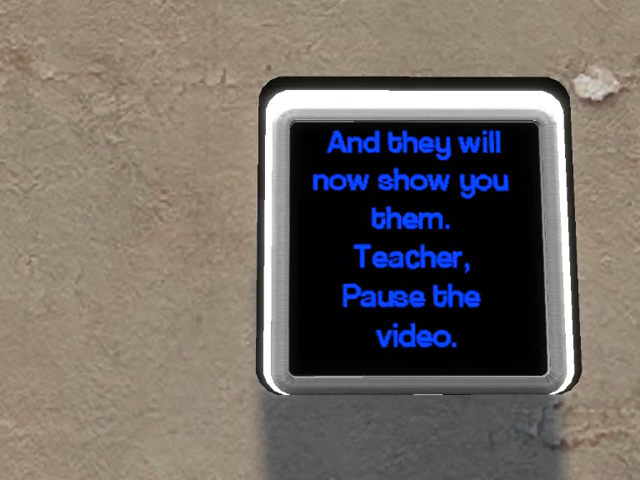 And they will
now show you
them.
Teacher,
Pause the
video.